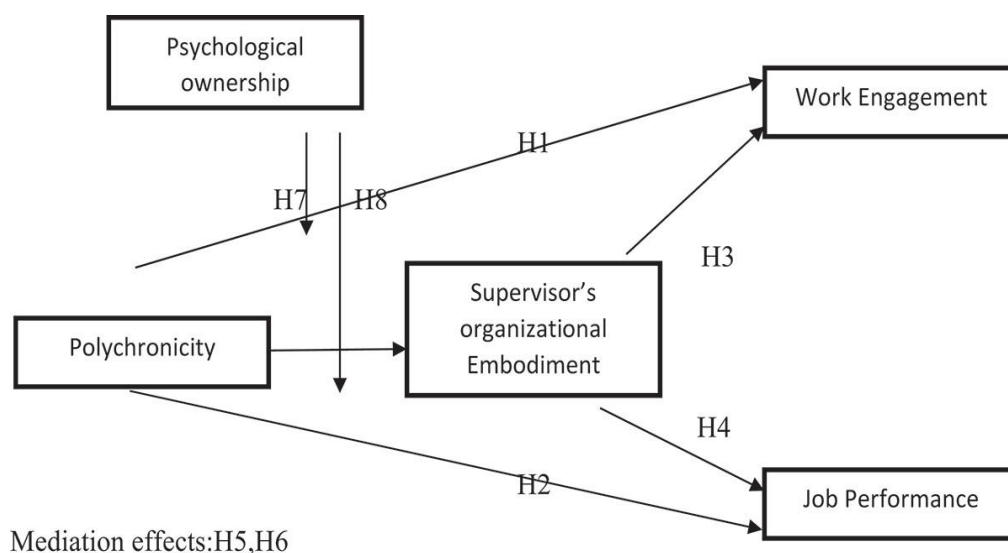 Psychological
ownership
Work Engagement
H1
H7
H8
H3
Supervisor's
organizational
Embodiment
Polychronicity
H4
H2
Job Performance
Mediation effects:H5,H6